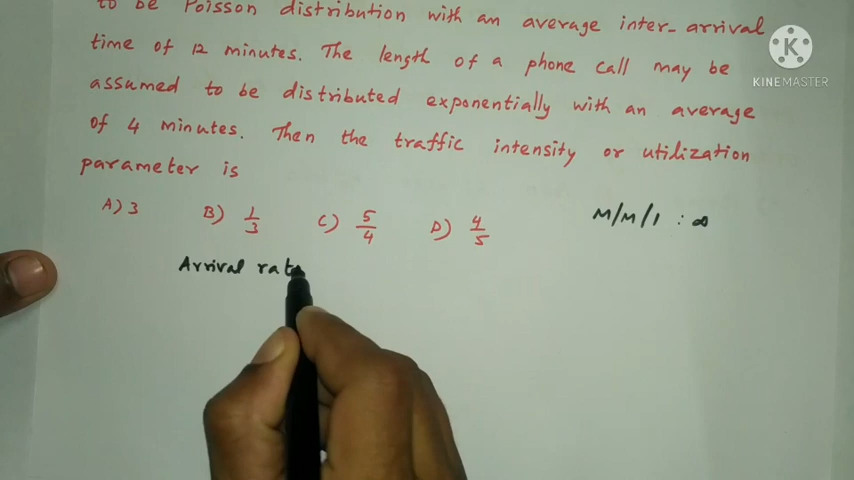 to be Poisson distribution with an average inter-arrival
time of 12 minutes. The length of a phone call may be
assumed to be distributed exponentially with an average
of 4 minutes. Then the traffic intensity or utilization
parameter is
A) 3 B) 1/3 C) 5/4 D) 4/5
M/M/1 : ∞
Arrival rat
K
KINEMASTER